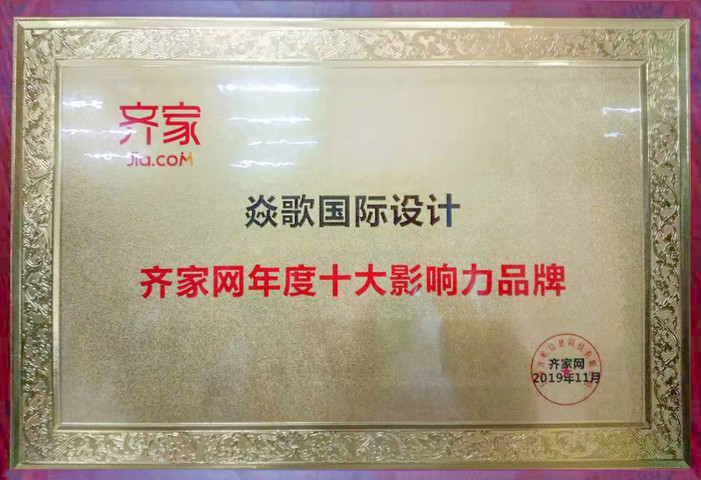 齐家
Jia.com
焱歌国际设计
齐家网年度十大影响力品牌
齐家网
2019年11月